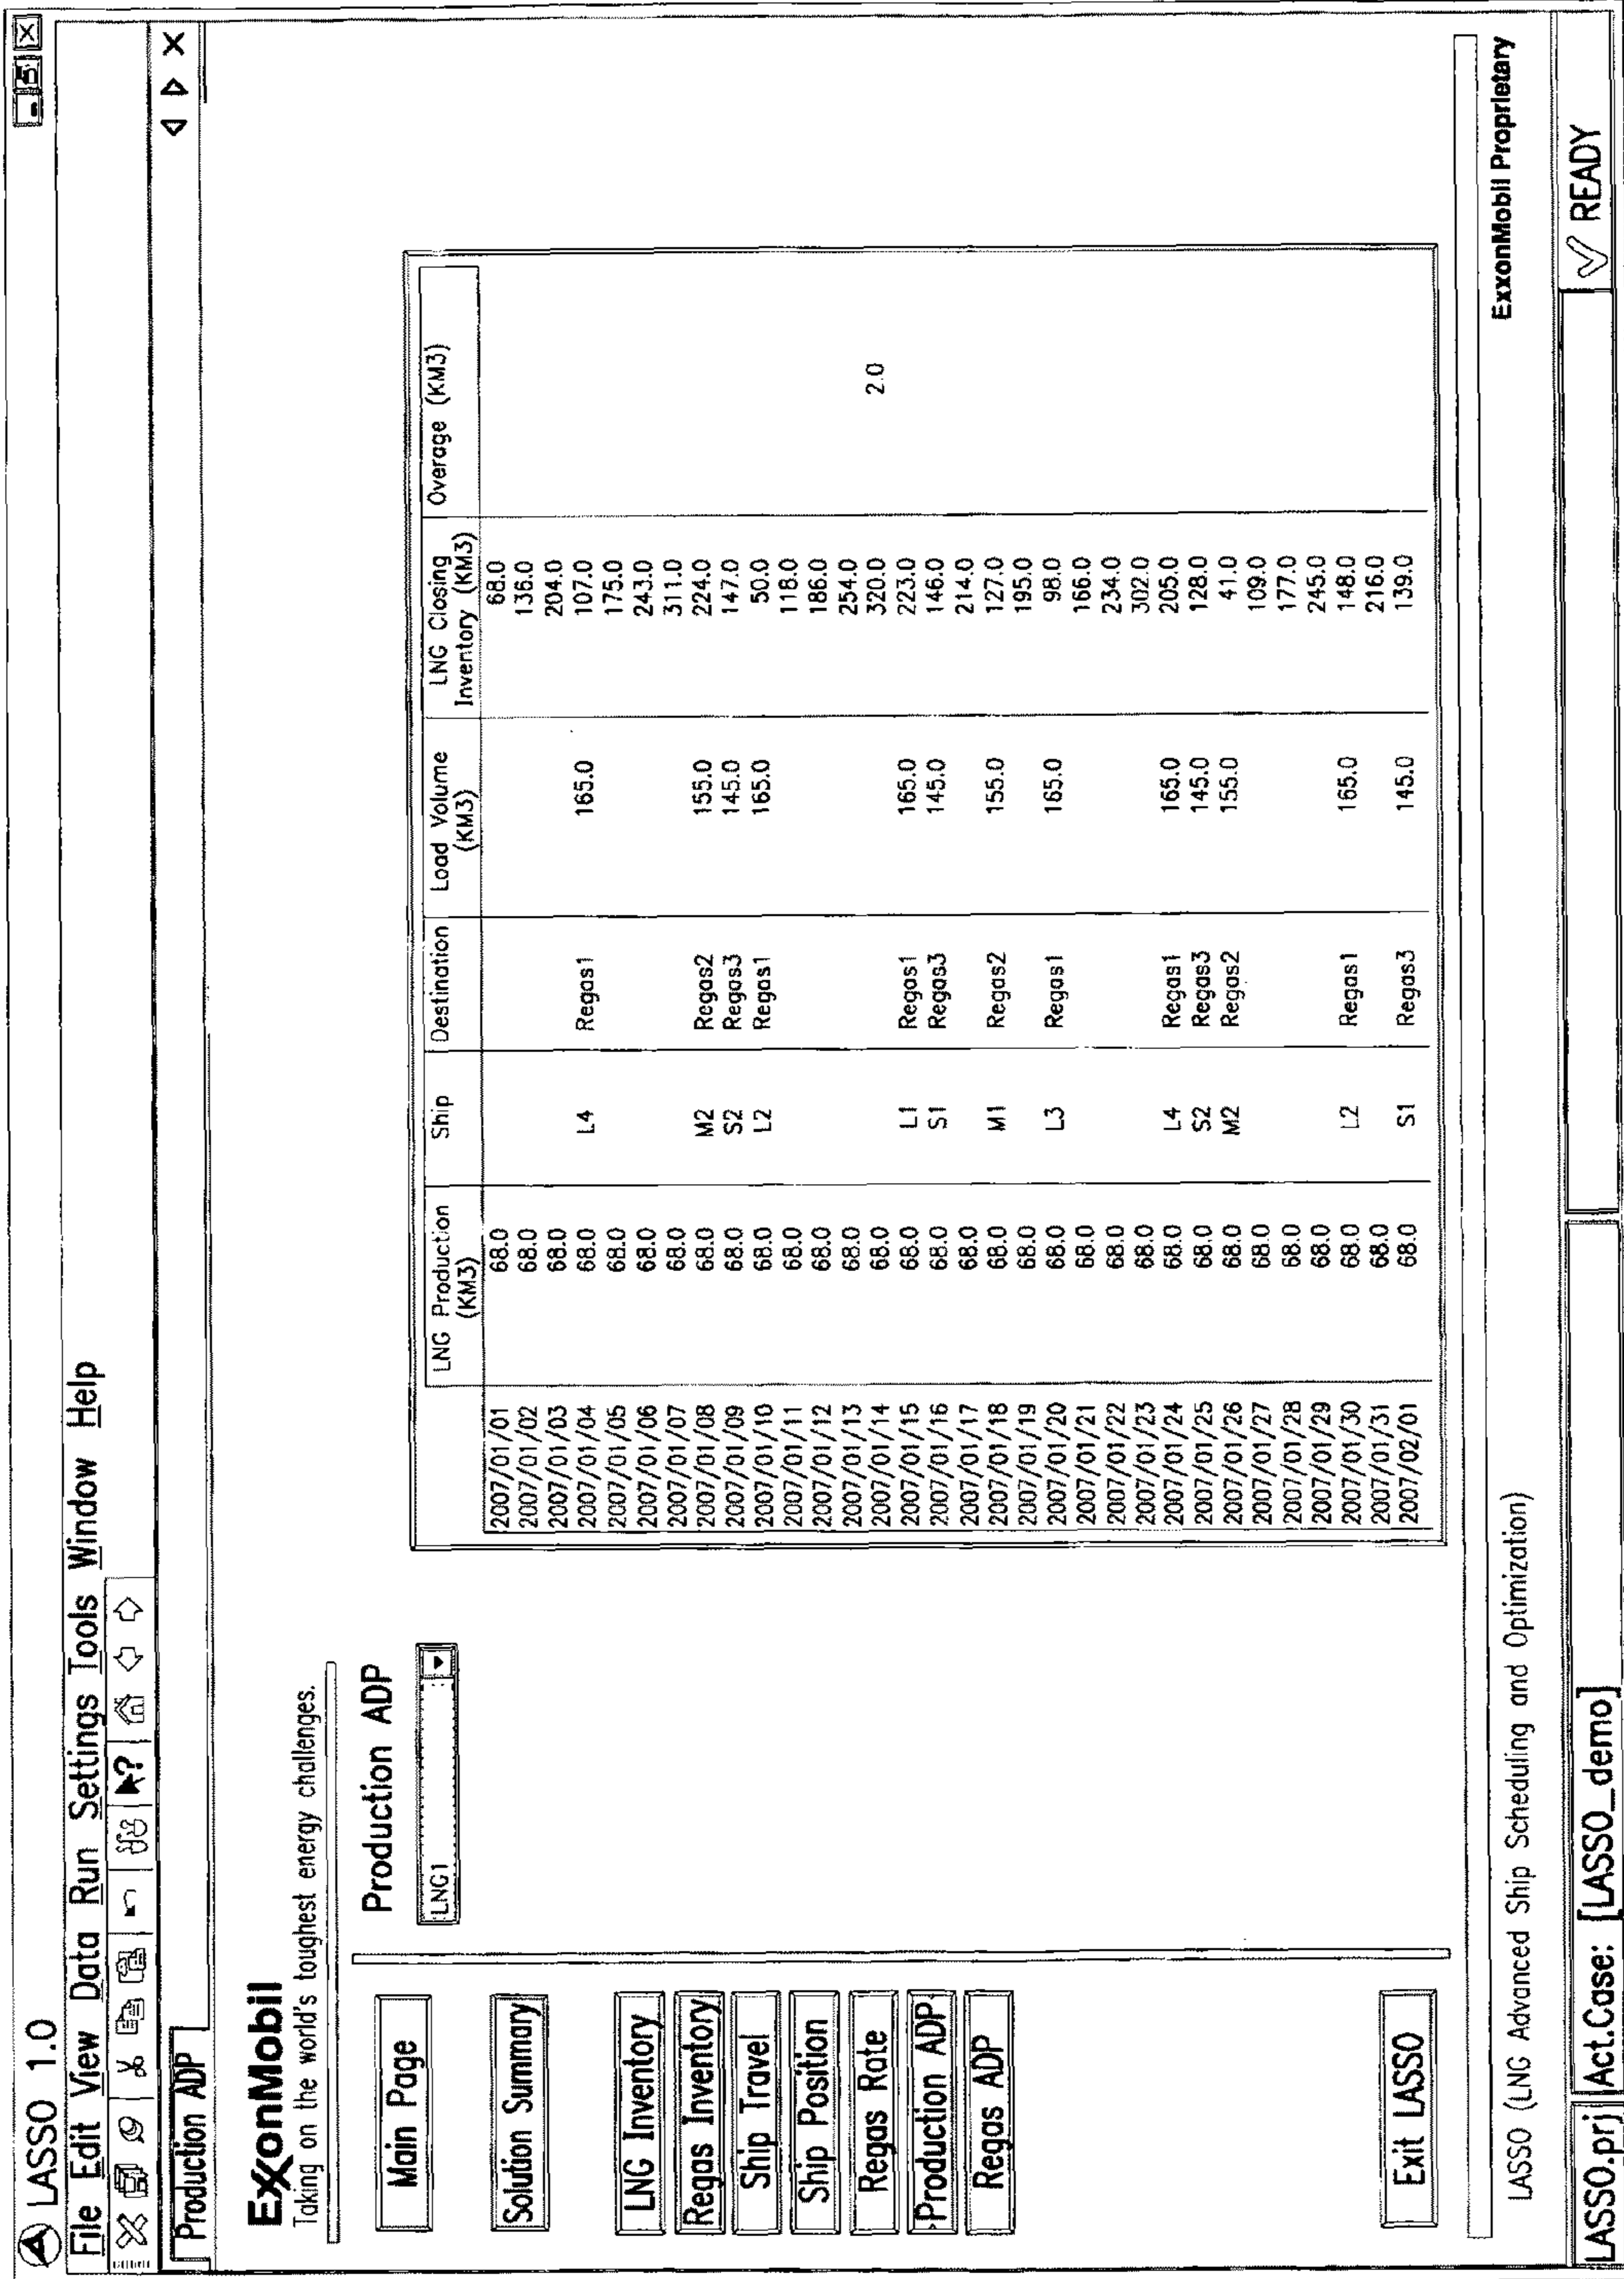 LASSO 1.0
File Edit View Data Run Settings Tools Window Help
Production ADP
ExxonMobil
Taking on the world's toughest energy challenges.
Main Page
Solution Summary
LNG Inventory
Regas Inventory
Ship Travel
Ship Position
Regas Rate
Production ADP
Regas ADP
Exit LASSO
Production ADP
LNG1
LNG Production (KM3) Ship Destination Load Volume (KM3) LNG Closing Inventory (KM3) Overage (KM3)
2007/01/01 68.0 68.0
2007/01/02 68.0 136.0
2007/01/03 68.0 204.0
2007/01/04 68.0 L4 Regas1 165.0 107.0
2007/01/05 68.0 175.0
2007/01/06 68.0 243.0
2007/01/07 68.0 311.0
2007/01/08 68.0 M2 Regas2 155.0 224.0
2007/01/09 68.0 S2 Regas3 145.0 147.0
2007/01/10 68.0 L2 Regas1 165.0 50.0
2007/01/11 68.0 118.0
2007/01/12 68.0 186.0
2007/01/13 68.0 254.0
2007/01/14 68.0 320.0 2.0
2007/01/15 68.0 L1 Regas1 165.0 223.0
2007/01/16 68.0 S1 Regas3 145.0 146.0
2007/01/17 68.0 214.0
2007/01/18 68.0 M1 Regas2 155.0 127.0
2007/01/19 68.0 195.0
2007/01/20 68.0 L3 Regas1 165.0 98.0
2007/01/21 68.0 166.0
2007/01/22 68.0 234.0
2007/01/23 68.0 302.0
2007/01/24 68.0 L4 Regas1 165.0 205.0
2007/01/25 68.0 S2 Regas3 145.0 128.0
2007/01/26 68.0 M2 Regas2 155.0 41.0
2007/01/27 68.0 109.0
2007/01/28 68.0 177.0
2007/01/29 68.0 245.0
2007/01/30 68.0 L2 Regas1 165.0 148.0
2007/01/31 68.0 216.0
2007/02/01 68.0 S1 Regas3 145.0 139.0
LASSO (LNG Advanced Ship Scheduling and Optimization)
ExxonMobil Proprietary
LASSO.prj Act.Case: [LASSO_demo] READY